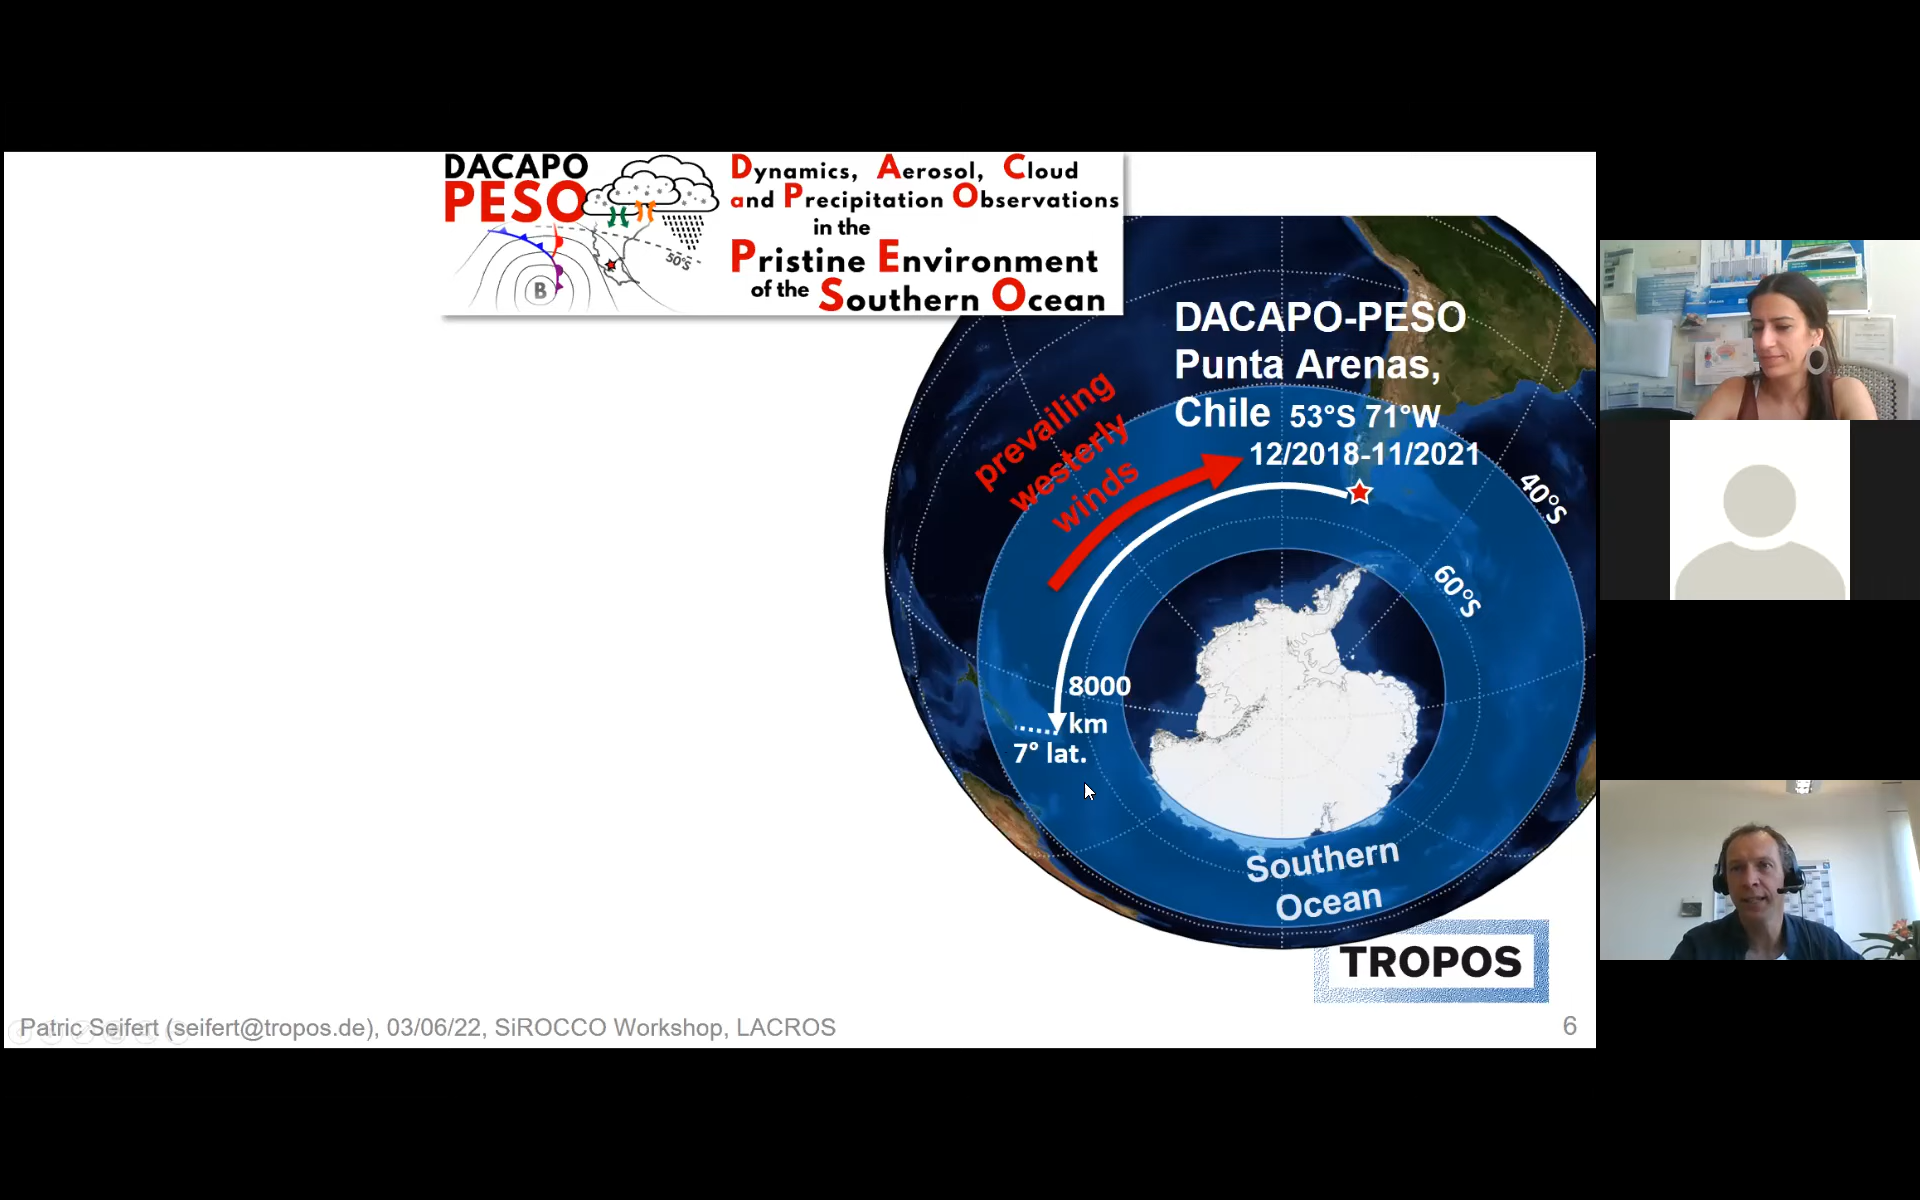 DACAPO
PESO
50°S
B
Dynamics, Aerosol, Cloud
and Precipitation Observations
in the
Pristine Environment
of the Southern Ocean
DACAPO-PESO
Punta Arenas,
Chile 53°S 71°W
12/2018-11/2021
prevailing
westerly
winds
40°S
60°S
8000
km
7° lat.
Southern
Ocean
TROPOS
Patric Seifert (seifert@tropos.de), 03/06/22, SiROCCO Workshop, LACROS
6